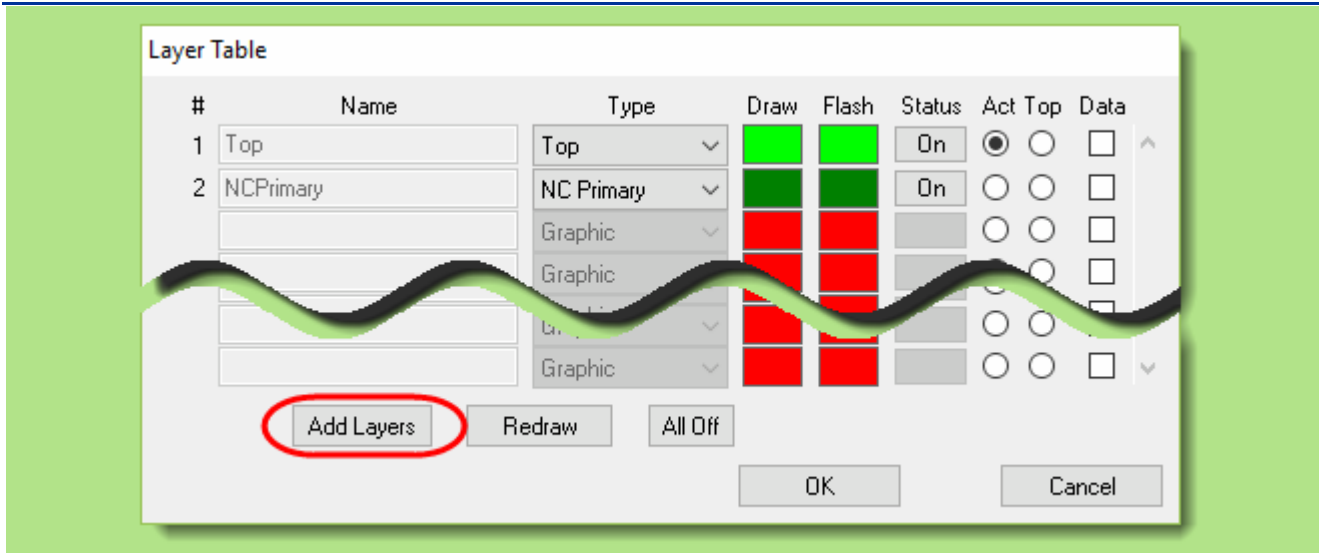 Layer Table
# Name Type Draw Flash Status Act Top Data
1 Top Top On
2 NCPrimary NC Primary On
Graphic
Graphic
Graphic
Add Layers Redraw All Off
OK Cancel